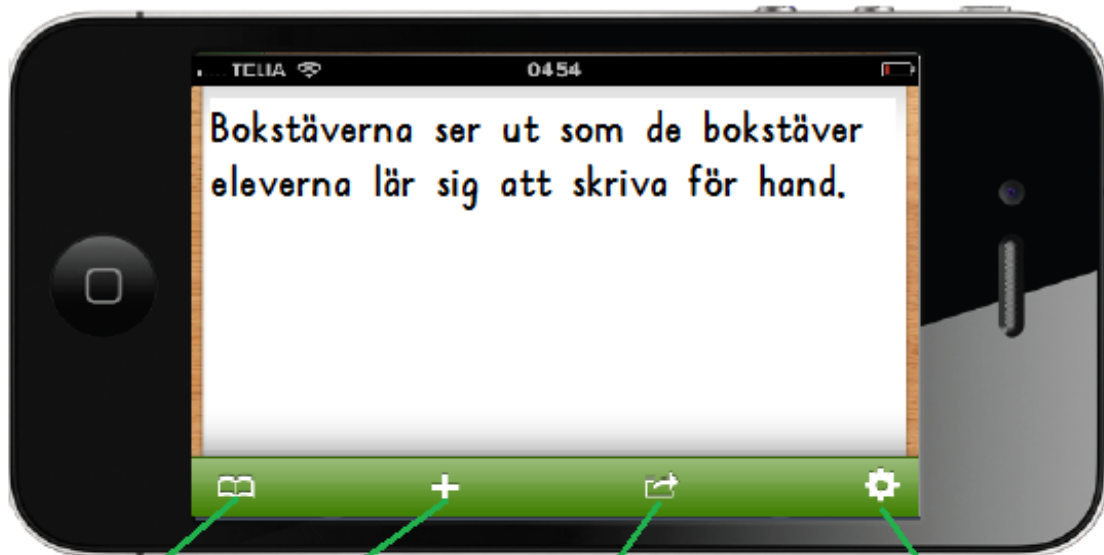 TELIA 0454
Bokstäverna ser ut som de bokstäver
eleverna lär sig att skriva för hand.